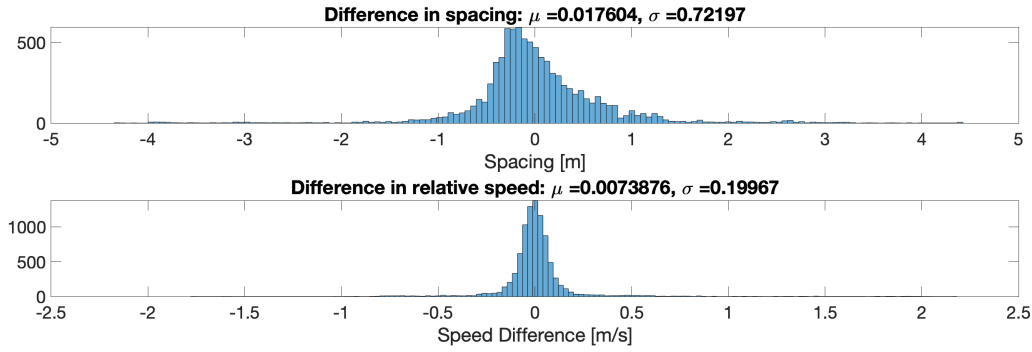 Difference in spacing: μ =0.017604, σ =0.72197
500
0
-5 -4 -3 -2 -1 0 1 2 3 4 5
Spacing [m]
Difference in relative speed: μ =0.0073876, σ =0.19967
1000
500
0
-2.5 -2 -1.5 -1 -0.5 0 0.5 1 1.5 2 2.5
Speed Difference [m/s]